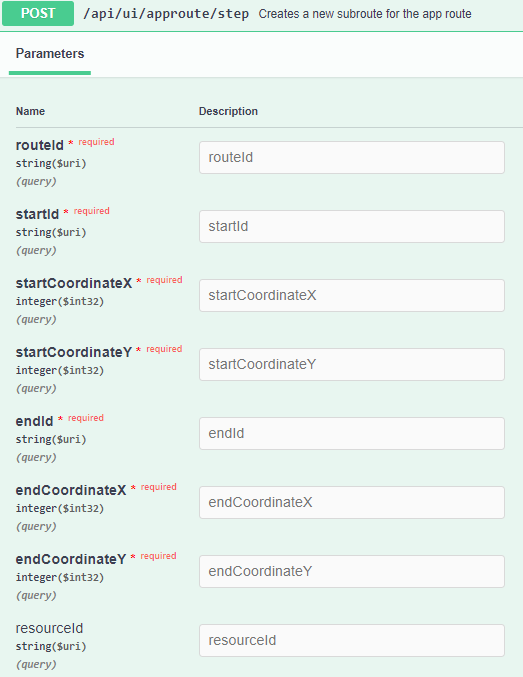 POST /api/ui/approute/step Creates a new subroute for the app route
Parameters
Name Description
routeId * required
string($uri)
(query)
routeId
startId * required
string($uri)
(query)
startId
startCoordinateX * required
integer($int32)
(query)
startCoordinateX
startCoordinateY * required
integer($int32)
(query)
startCoordinateY
endId * required
string($uri)
(query)
endId
endCoordinateX * required
integer($int32)
(query)
endCoordinateX
endCoordinateY * required
integer($int32)
(query)
endCoordinateY
resourceId
string($uri)
(query)
resourceId